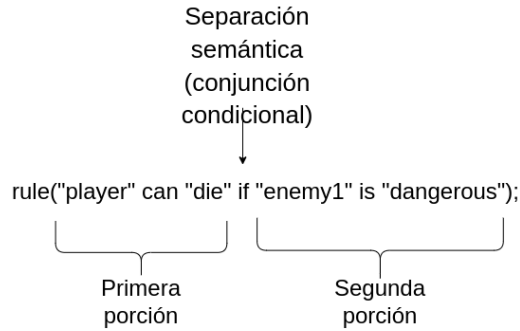 Separación
semántica
(conjunción
condicional)
rule("player" can "die" if "enemy1" is "dangerous");
Primera
porción
Segunda
porción